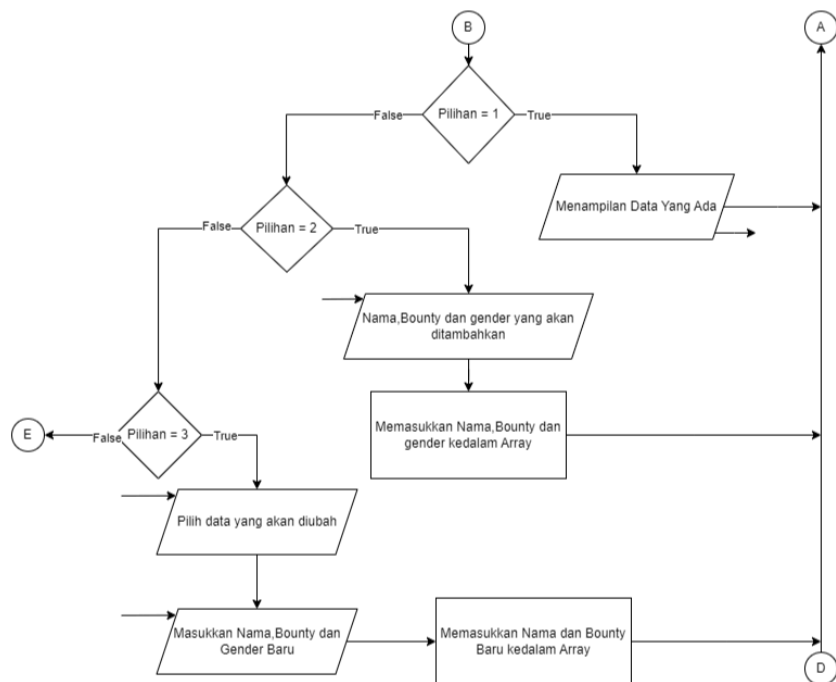 B
A
Pilihan = 1
False
True
Menampilan Data Yang Ada
Pilihan = 2
False
True
Nama,Bounty dan gender yang akan
ditambahkan
Memasukkan Nama,Bounty dan
gender kedalam Array
E
False
Pilihan = 3
True
Pilih data yang akan diubah
Masukkan Nama,Bounty dan
Gender Baru
Memasukkan Nama dan Bounty
Baru kedalam Array
D